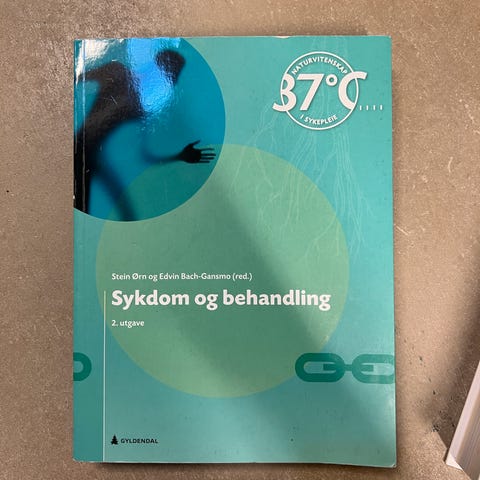 NATURVITENSKAP
37°C
I SYKEPLEIE
Stein Ørn og Edvin Bach-Gansmo (red.)
Sykdom og behandling
2. utgave
GYLDENDAL